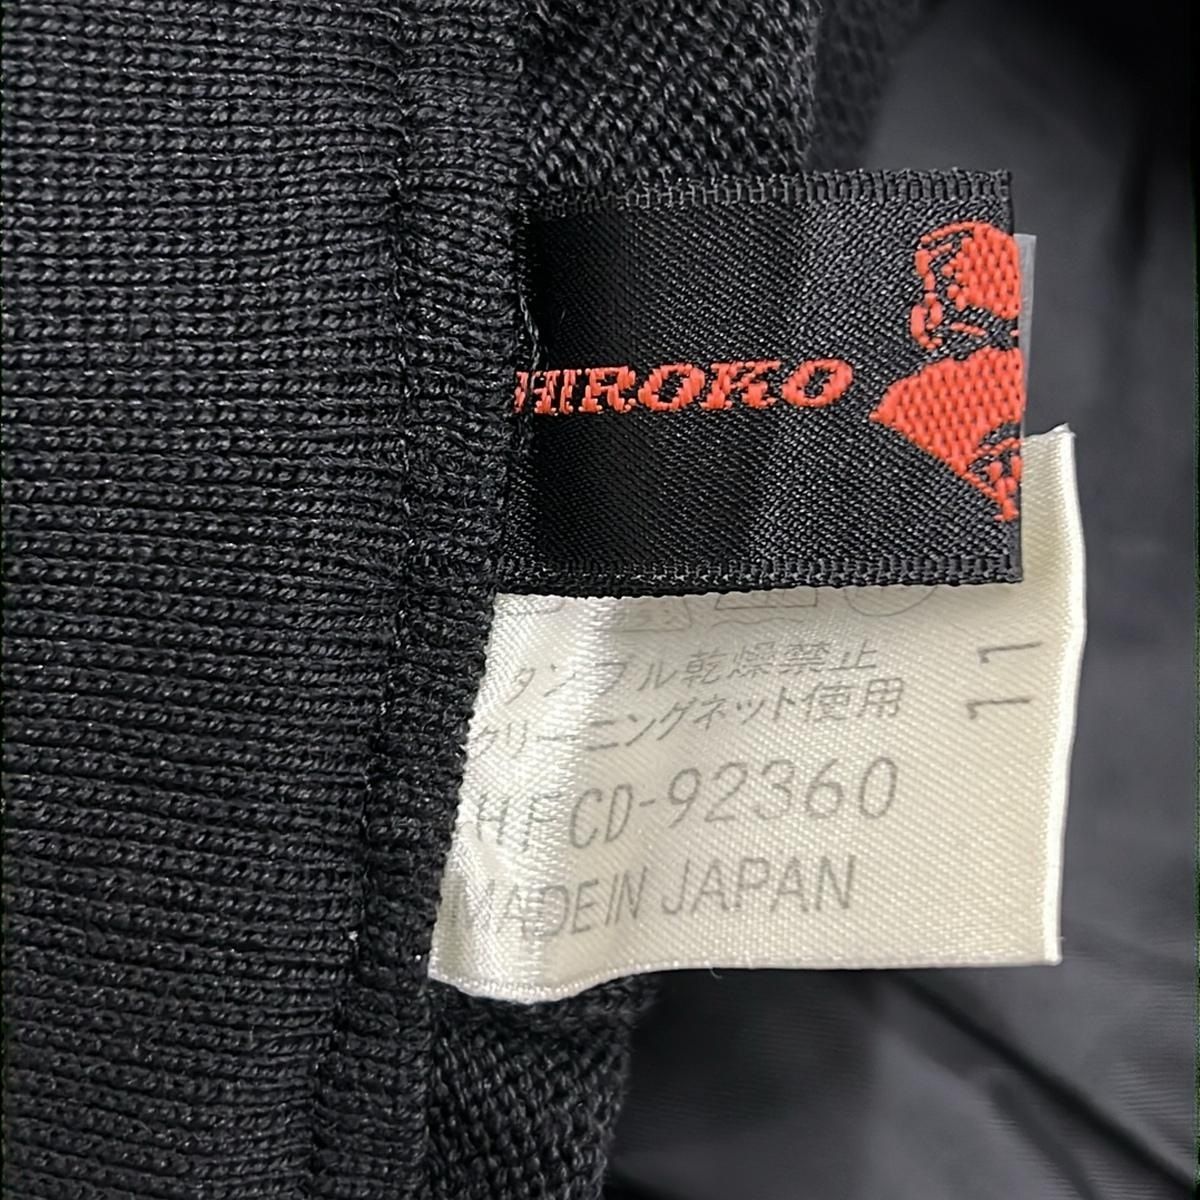 HIROKO
タンブル乾燥禁止
クリーニングネット使用
HFCD-92360
MADE IN JAPAN
11